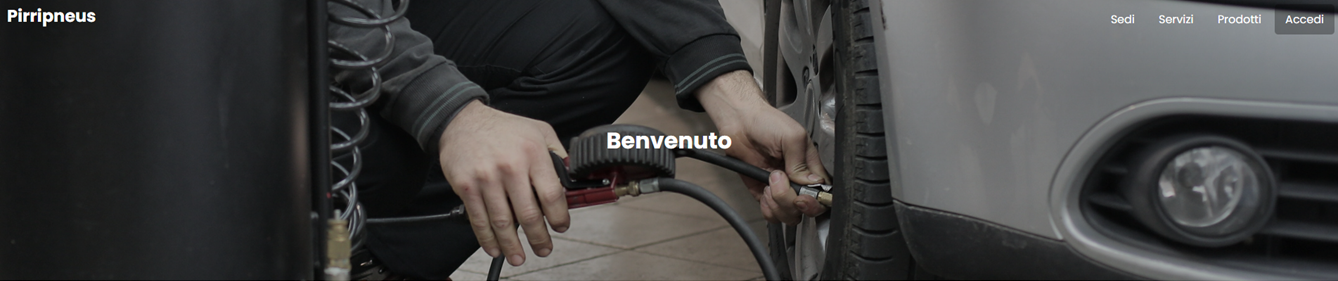 Pirripneus
Sedi
Servizi
Prodotti
Accedi
Benvenuto